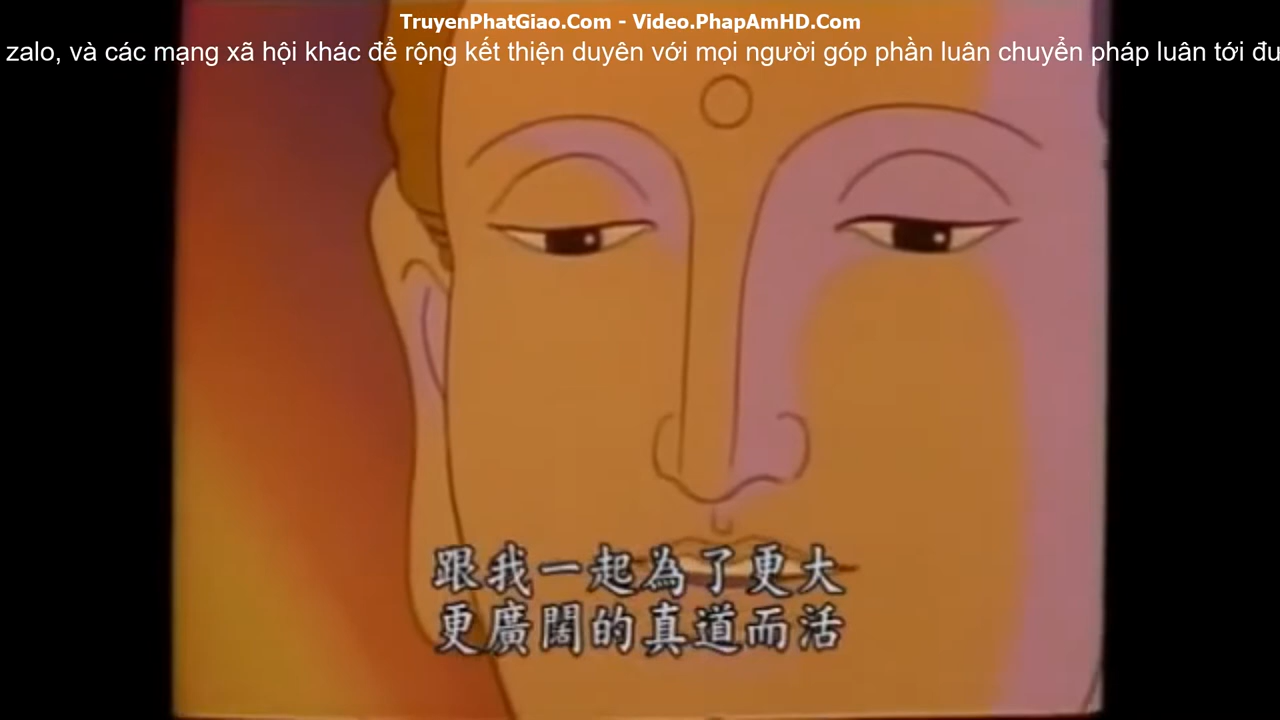 TruyenPhatGiao.Com - Video.PhapAmHD.Com
zalo, và các mạng xã hội khác để rộng kết thiện duyên với mọi người góp phần luân chuyển pháp luân tới đu
跟我一起為了更大
更廣闊的真道而活